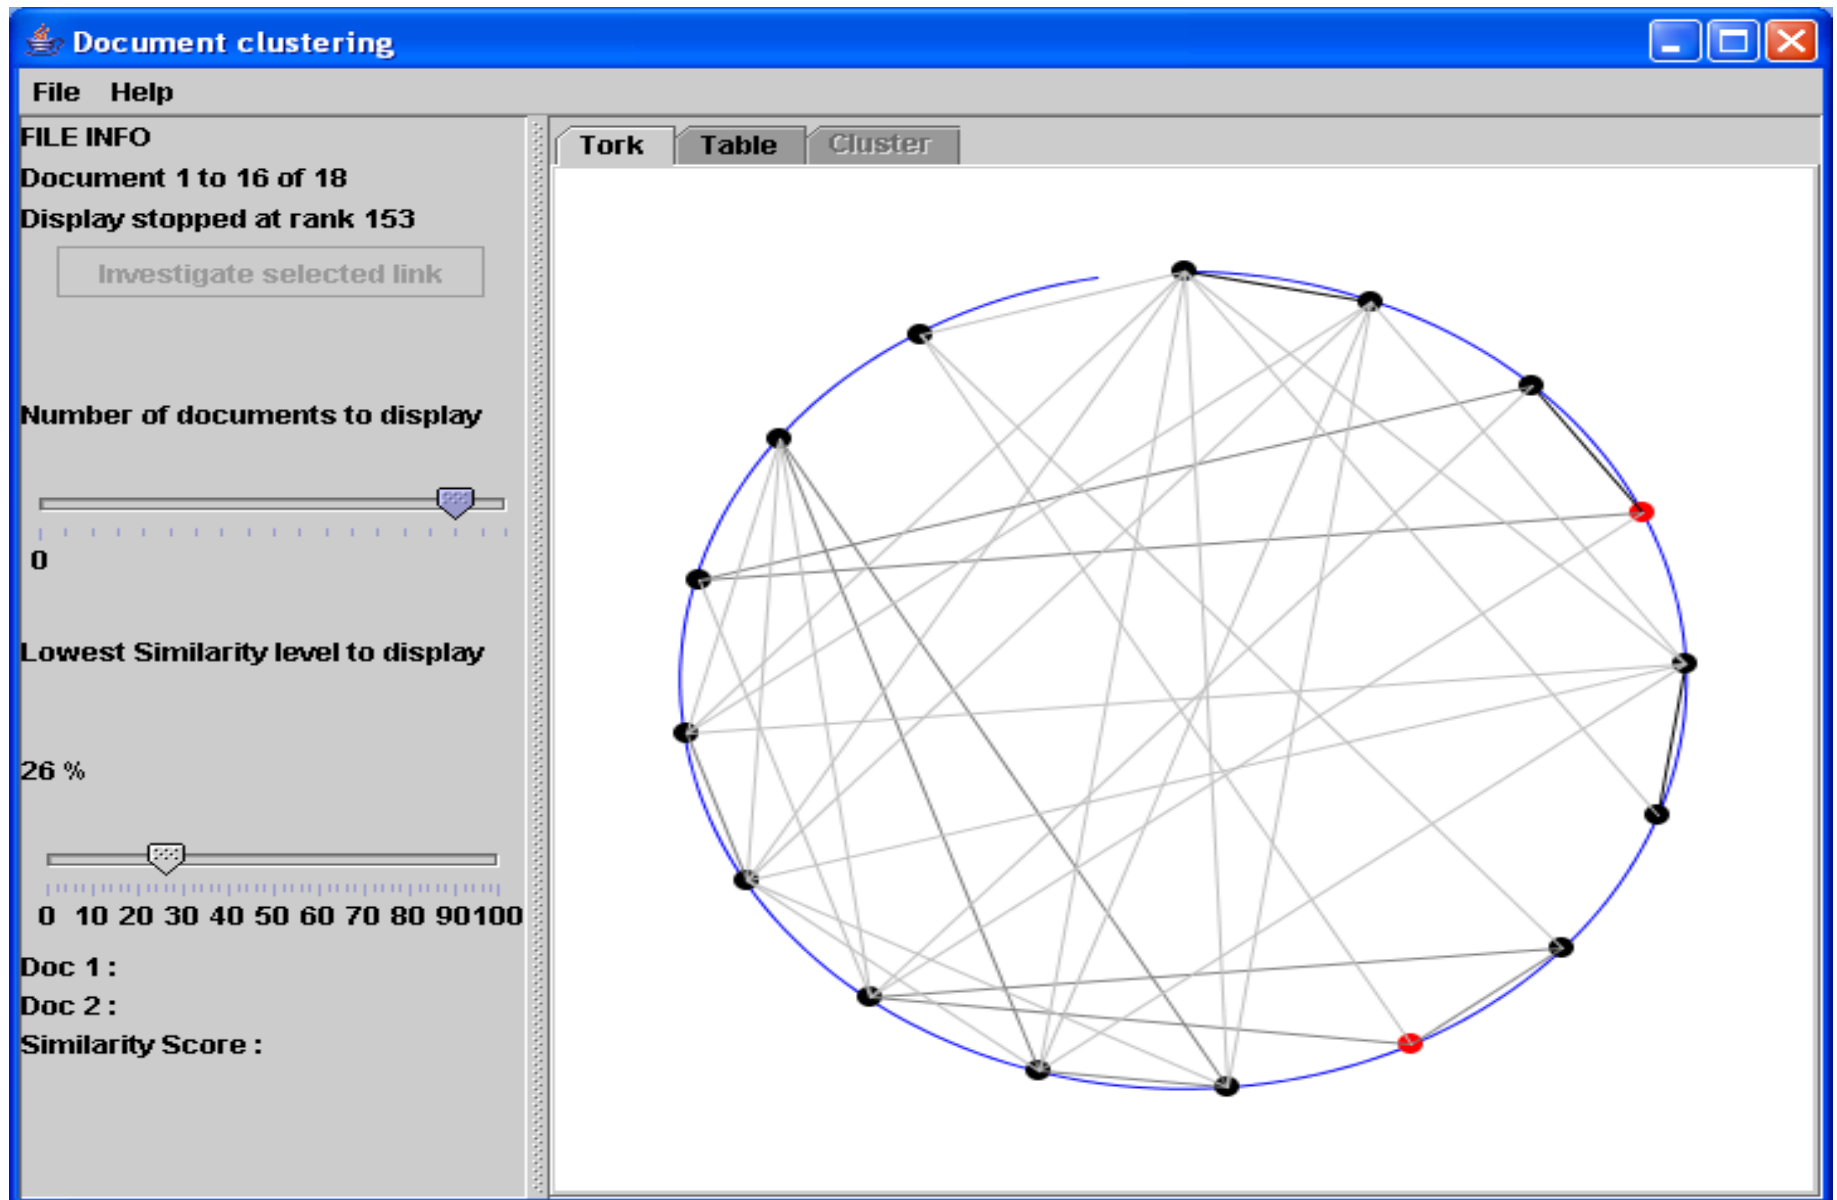 Document clustering
File Help
FILE INFO
Document 1 to 16 of 18
Display stopped at rank 153
Investigate selected link
Number of documents to display
0
Lowest Similarity level to display
26 %
0 10 20 30 40 50 60 70 80 90100
Doc 1 :
Doc 2 :
Similarity Score :
Tork Table Cluster